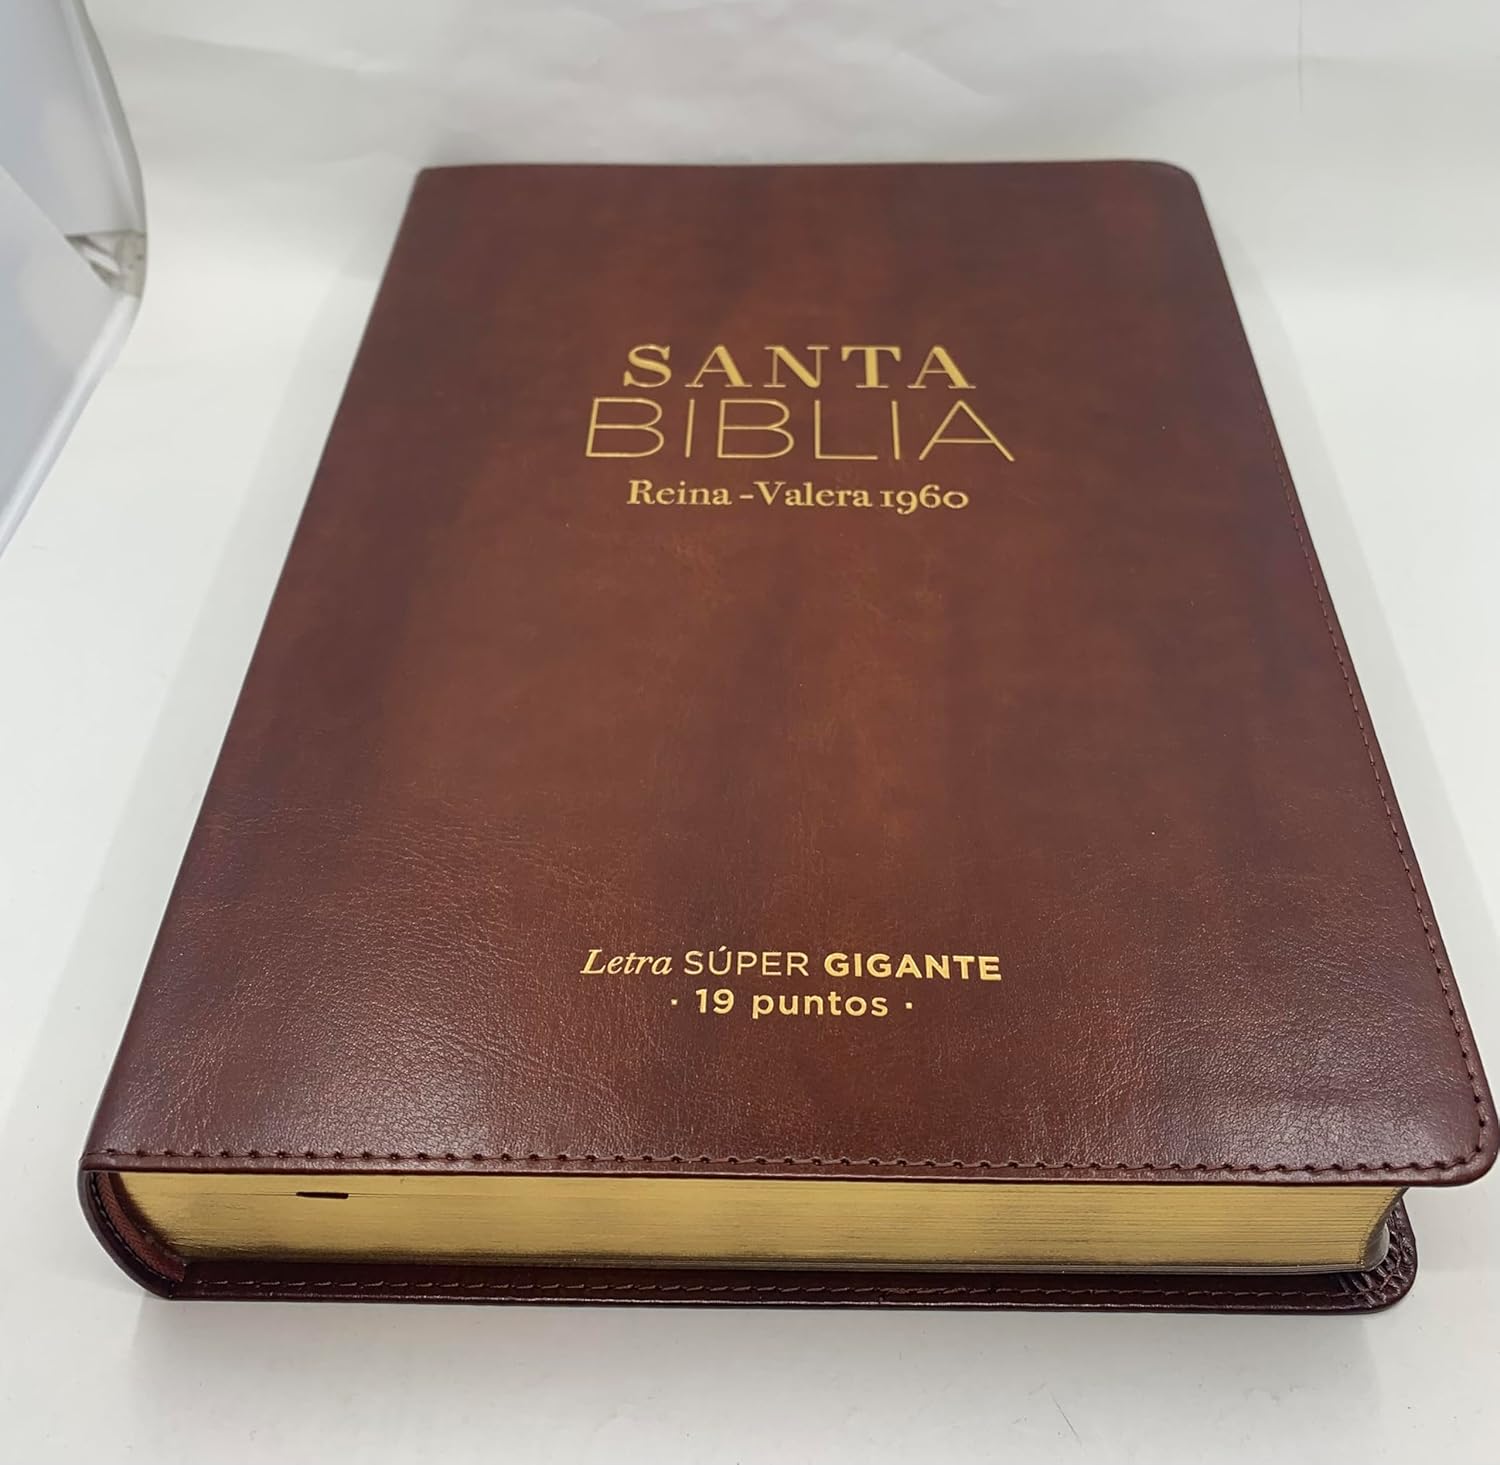 SANTA
BIBLIA
Reina-Valera 1960
Letra SÚPER GIGANTE
· 19 puntos ·